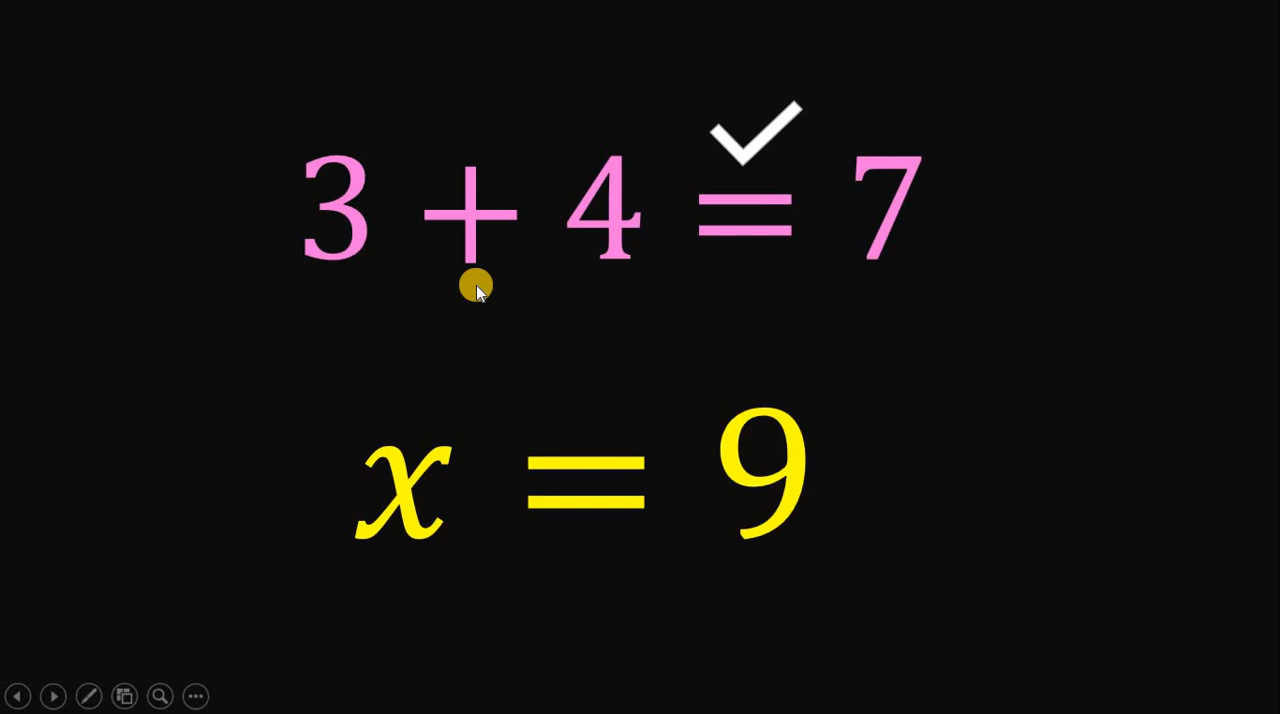 3 + 4 = 7
x = 9